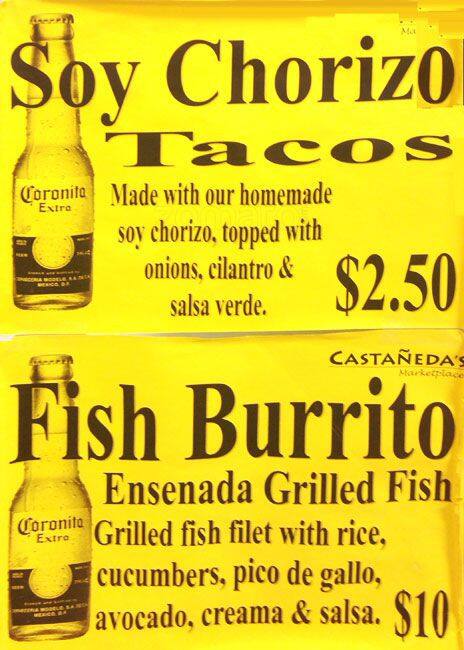 Soy Chorizo
Tacos
Coronita
Extra
Made with our homemade
soy chorizo, topped with
onions, cilantro &
salsa verde.
$2.50
CASTAÑEDA'S
Marketplace
Fish Burrito
Ensenada Grilled Fish
Coronita
Extra
Grilled fish filet with rice,
cucumbers, pico de gallo,
avocado, creama & salsa.
$10